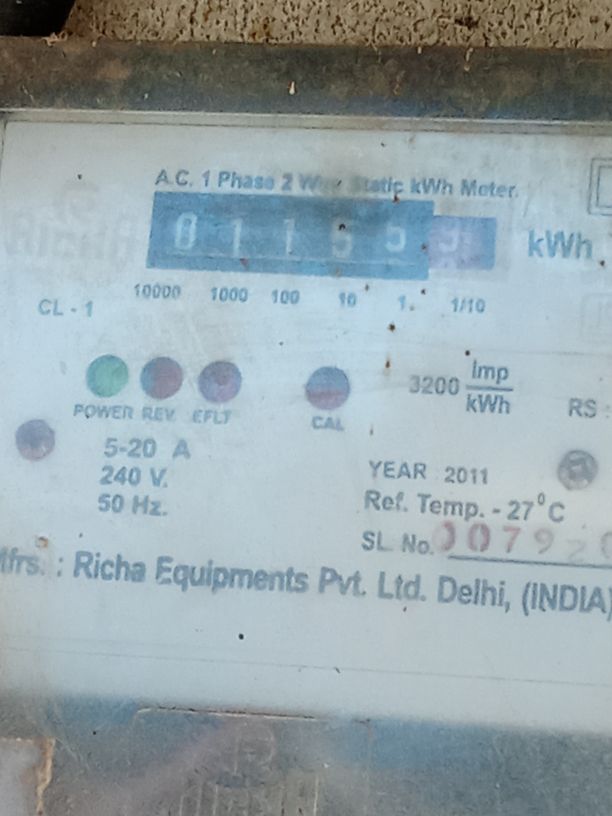 A.C. 1 Phase 2 Wire Static kWh Meter.
0 1 1 5 5 5 kWh
10000 1000 100 10 1. 1/10
CL - 1
3200 Imp/kWh
POWER REV. EFLT CAL RS :
5-20 A
240 V.
50 Hz.
YEAR : 2011
Ref. Temp. - 27°C
SL. No. 00792
Mfrs. : Richa Equipments Pvt. Ltd. Delhi, (INDIA)